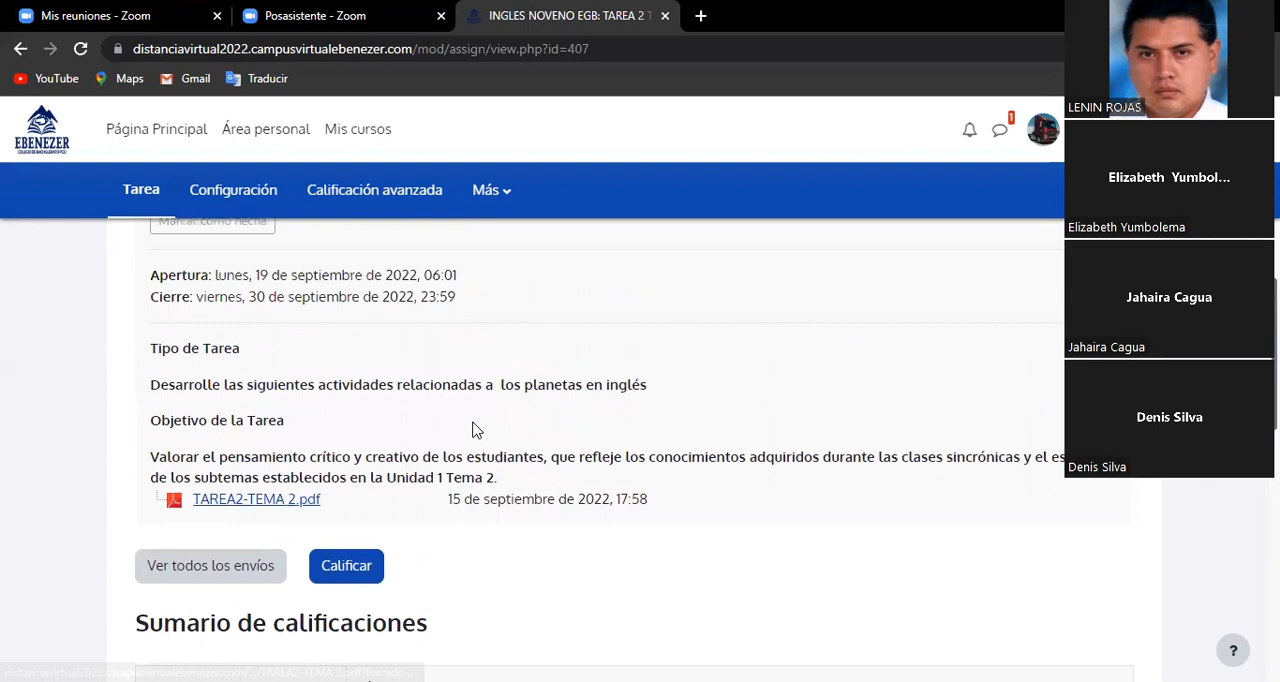 Mis reuniones - Zoom
Posasistente - Zoom
INGLES NOVENO EGB: TAREA 2 T
distanciavirtual2022.campusvirtualebenezer.com/mod/assign/view.php?id=407
YouTube
Maps
Gmail
Traducir
EBENEZER
Página Principal
Área personal
Mis cursos
1
Tarea
Configuración
Calificación avanzada
Más
Marcar como hecha
Apertura: lunes, 19 de septiembre de 2022, 06:01
Cierre: viernes, 30 de septiembre de 2022, 23:59
Tipo de Tarea
Desarrolle las siguientes actividades relacionadas a los planetas en inglés
Objetivo de la Tarea
Valorar el pensamiento crítico y creativo de los estudiantes, que refleje los conocimientos adquiridos durante las clases sincrónicas y el es
de los subtemas establecidos en la Unidad 1 Tema 2.
TAREA2-TEMA 2.pdf
15 de septiembre de 2022, 17:58
Ver todos los envíos
Calificar
Sumario de calificaciones
?
LENIN ROJAS
Elizabeth Yumbol...
Elizabeth Yumbolema
Jahaira Cagua
Jahaira Cagua
Denis Silva
Denis Silva